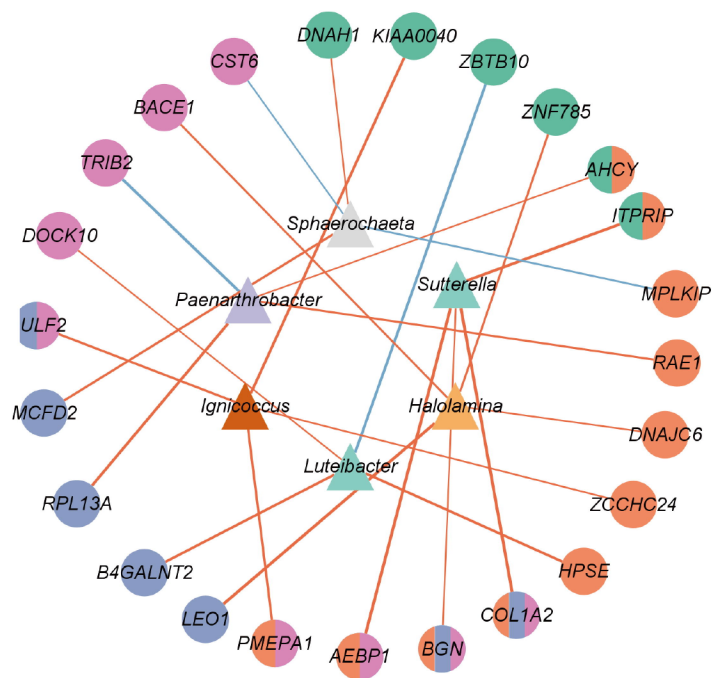 DNAH1
KIAA0040
CST6
ZBTB10
BACE1
ZNF785
TRIB2
AHCY
ITPRIP
DOCK10
Sphaerochaeta
Sutterella
MPLKIP
Paenarthrobacter
ULF2
RAE1
MCFD2
Ignicoccus
Halolamina
DNAJC6
Luteibacter
RPL13A
ZCCHC24
B4GALNT2
HPSE
LEO1
COL1A2
PMEPA1
AEBP1
BGN